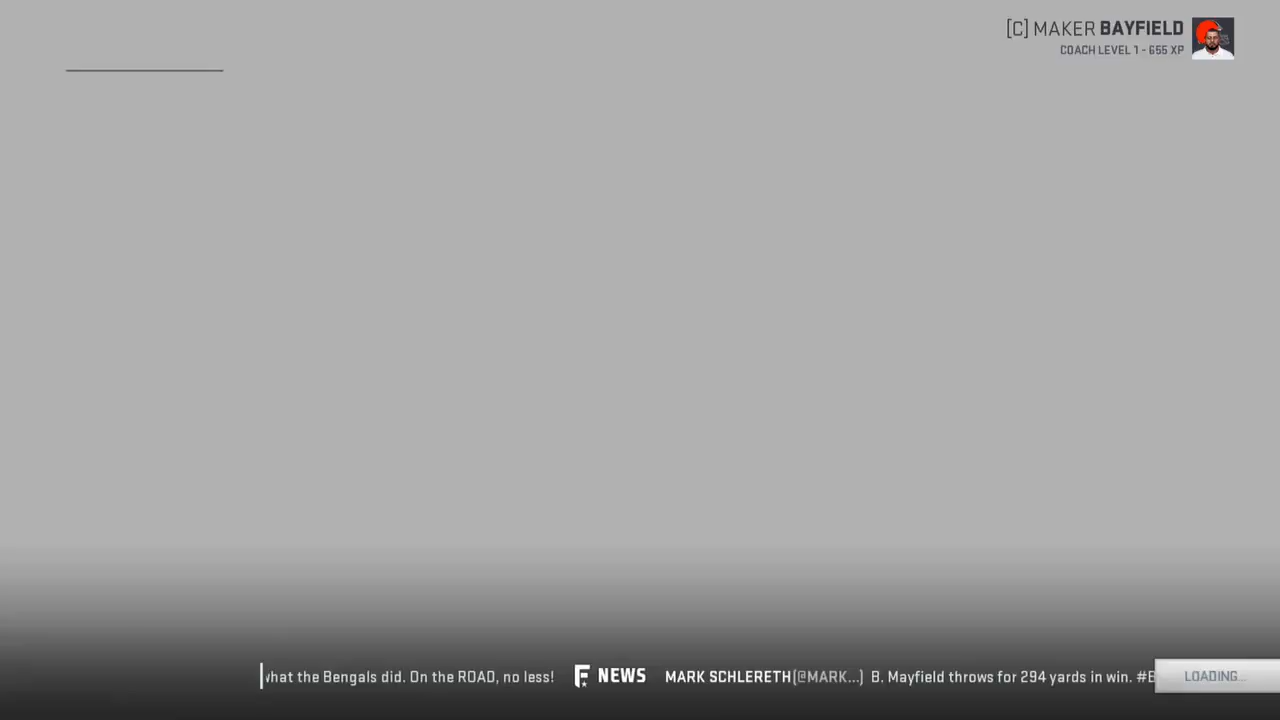 [C] MAKER BAYFIELD
COACH LEVEL 1 - 655 XP
what the Bengals did. On the ROAD, no less! F NEWS MARK SCHLERETH(@MARK...) B. Mayfield throws for 294 yards in win. #
LOADING...